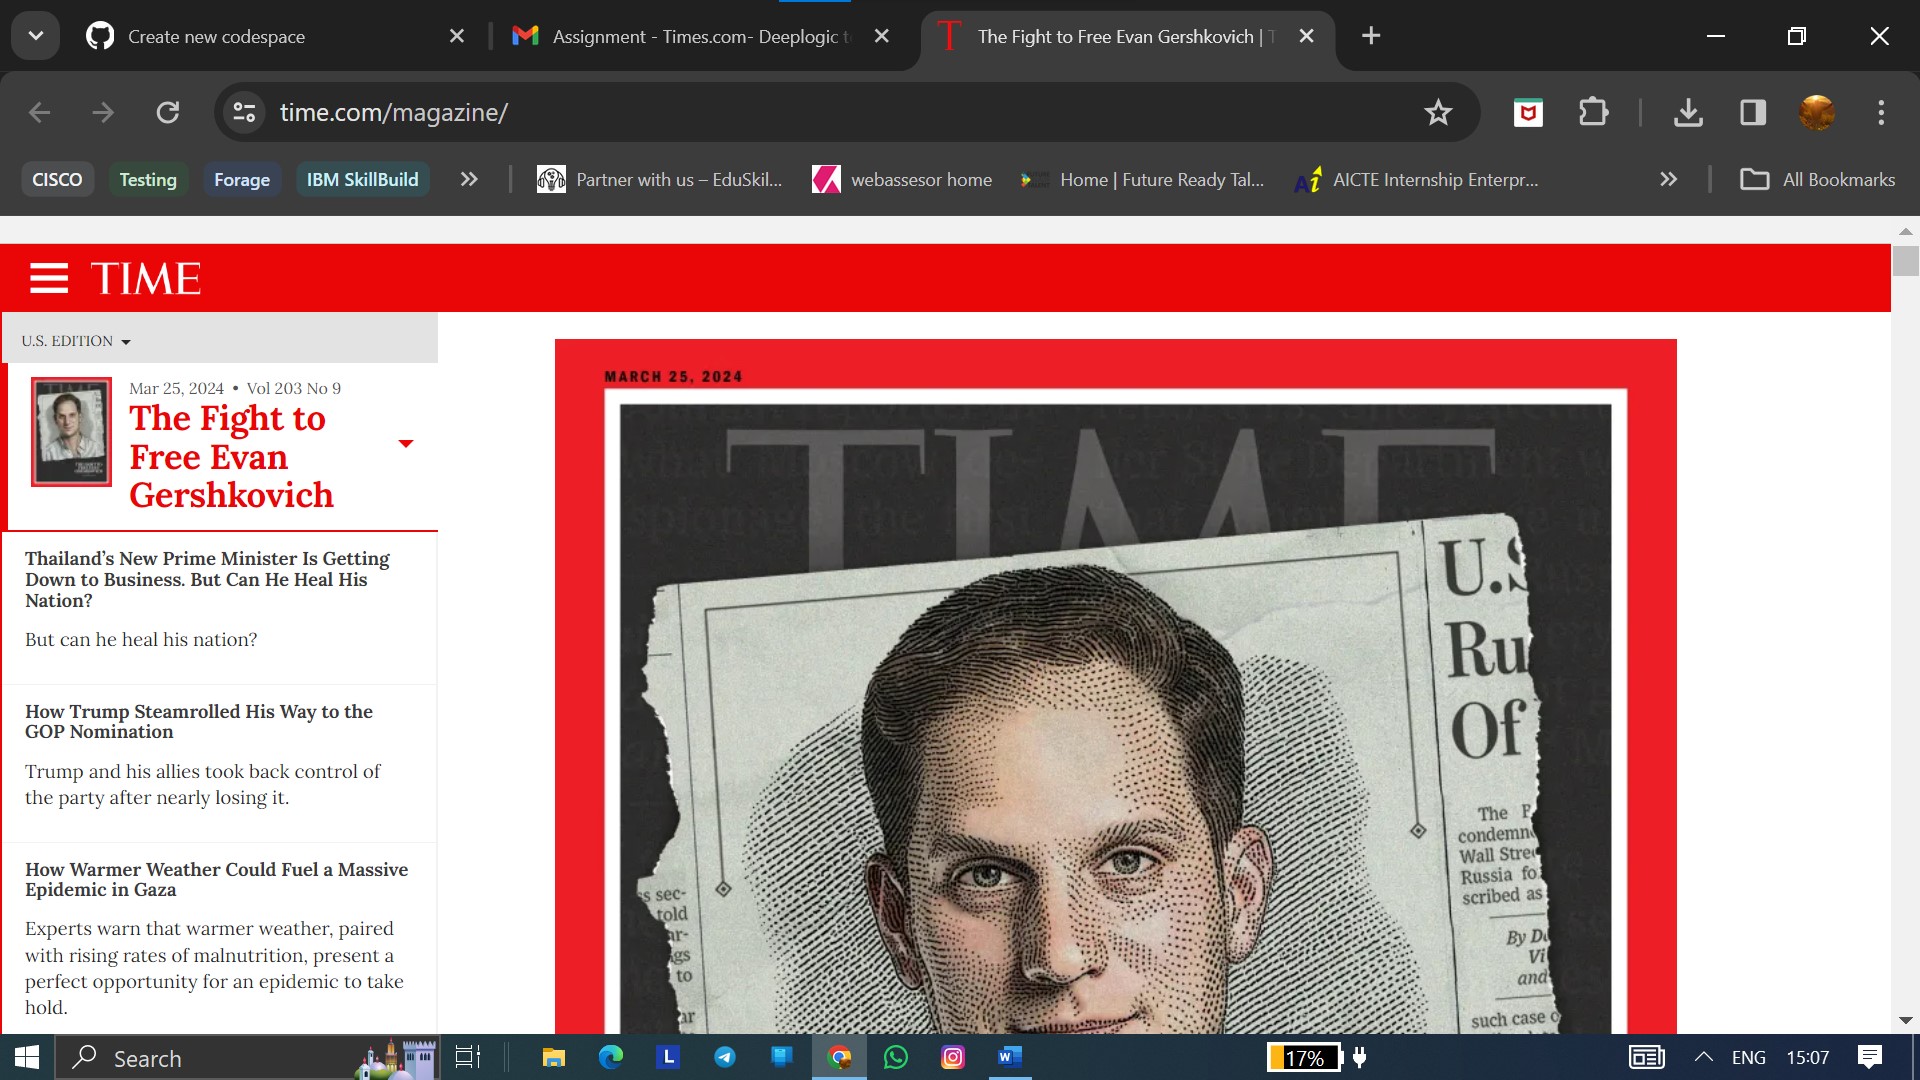 Create new codespace
Assignment - Times.com- Deeplogic
The Fight to Free Evan Gershkovich |
time.com/magazine/
CISCO
Testing
Forage
IBM SkillBuild
Partner with us – EduSkil...
webassesor home
Home | Future Ready Tal...
AICTE Internship Enterpr...
All Bookmarks
TIME
U.S. EDITION
Mar 25, 2024 • Vol 203 No 9
The Fight to
Free Evan
Gershkovich
Thailand's New Prime Minister Is Getting
Down to Business. But Can He Heal His
Nation?
But can he heal his nation?
How Trump Steamrolled His Way to the
GOP Nomination
Trump and his allies took back control of
the party after nearly losing it.
How Warmer Weather Could Fuel a Massive
Epidemic in Gaza
Experts warn that warmer weather, paired
with rising rates of malnutrition, present a
perfect opportunity for an epidemic to take
hold.
MARCH 25, 2024
TIME
U.S
Ru
Of
The F
condemn
Wall Stre
Russia fo
scribed as
By D
Vi
and
such case o
s sec-
told
ar-
gs
to
ar
Search
17%
ENG
15:07